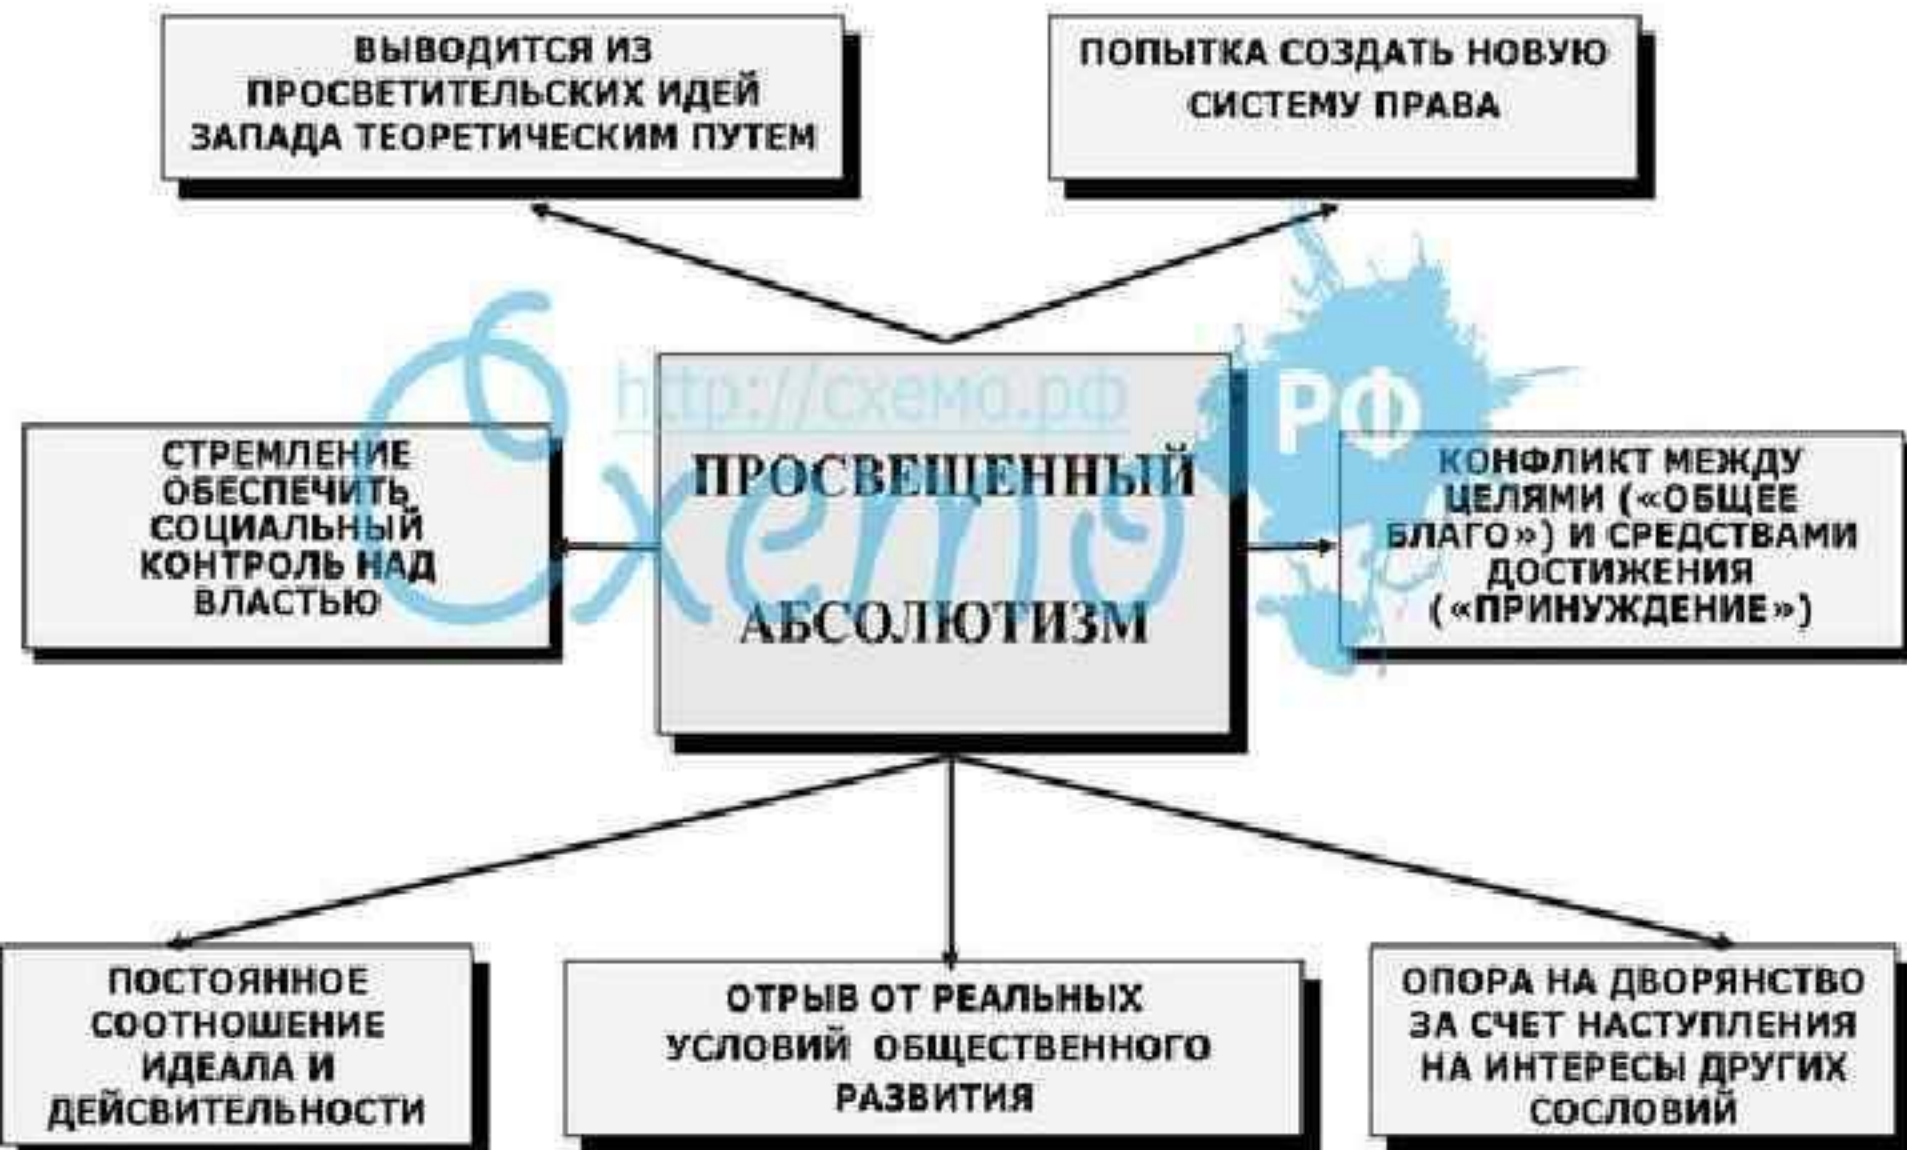 ВЫВОДИТСЯ ИЗ
ПРОСВЕТИТЕЛЬСКИХ ИДЕЙ
ЗАПАДА ТЕОРЕТИЧЕСКИМ ПУТЕМ
ПОПЫТКА СОЗДАТЬ НОВУЮ
СИСТЕМУ ПРАВА
http://схемо.рф
Схемо
РФ
СТРЕМЛЕНИЕ
ОБЕСПЕЧИТЬ
СОЦИАЛЬНЫЙ
КОНТРОЛЬ НАД
ВЛАСТЬЮ
ПРОСВЕЩЕННЫЙ
АБСОЛЮТИЗМ
КОНФЛИКТ МЕЖДУ
ЦЕЛЯМИ («ОБЩЕЕ
БЛАГО») И СРЕДСТВАМИ
ДОСТИЖЕНИЯ
(«ПРИНУЖДЕНИЕ»)
ПОСТОЯННОЕ
СООТНОШЕНИЕ
ИДЕАЛА И
ДЕЙСВИТЕЛЬНОСТИ
ОТРЫВ ОТ РЕАЛЬНЫХ
УСЛОВИЙ ОБЩЕСТВЕННОГО
РАЗВИТИЯ
ОПОРА НА ДВОРЯНСТВО
ЗА СЧЕТ НАСТУПЛЕНИЯ
НА ИНТЕРЕСЫ ДРУГИХ
СОСЛОВИЙ